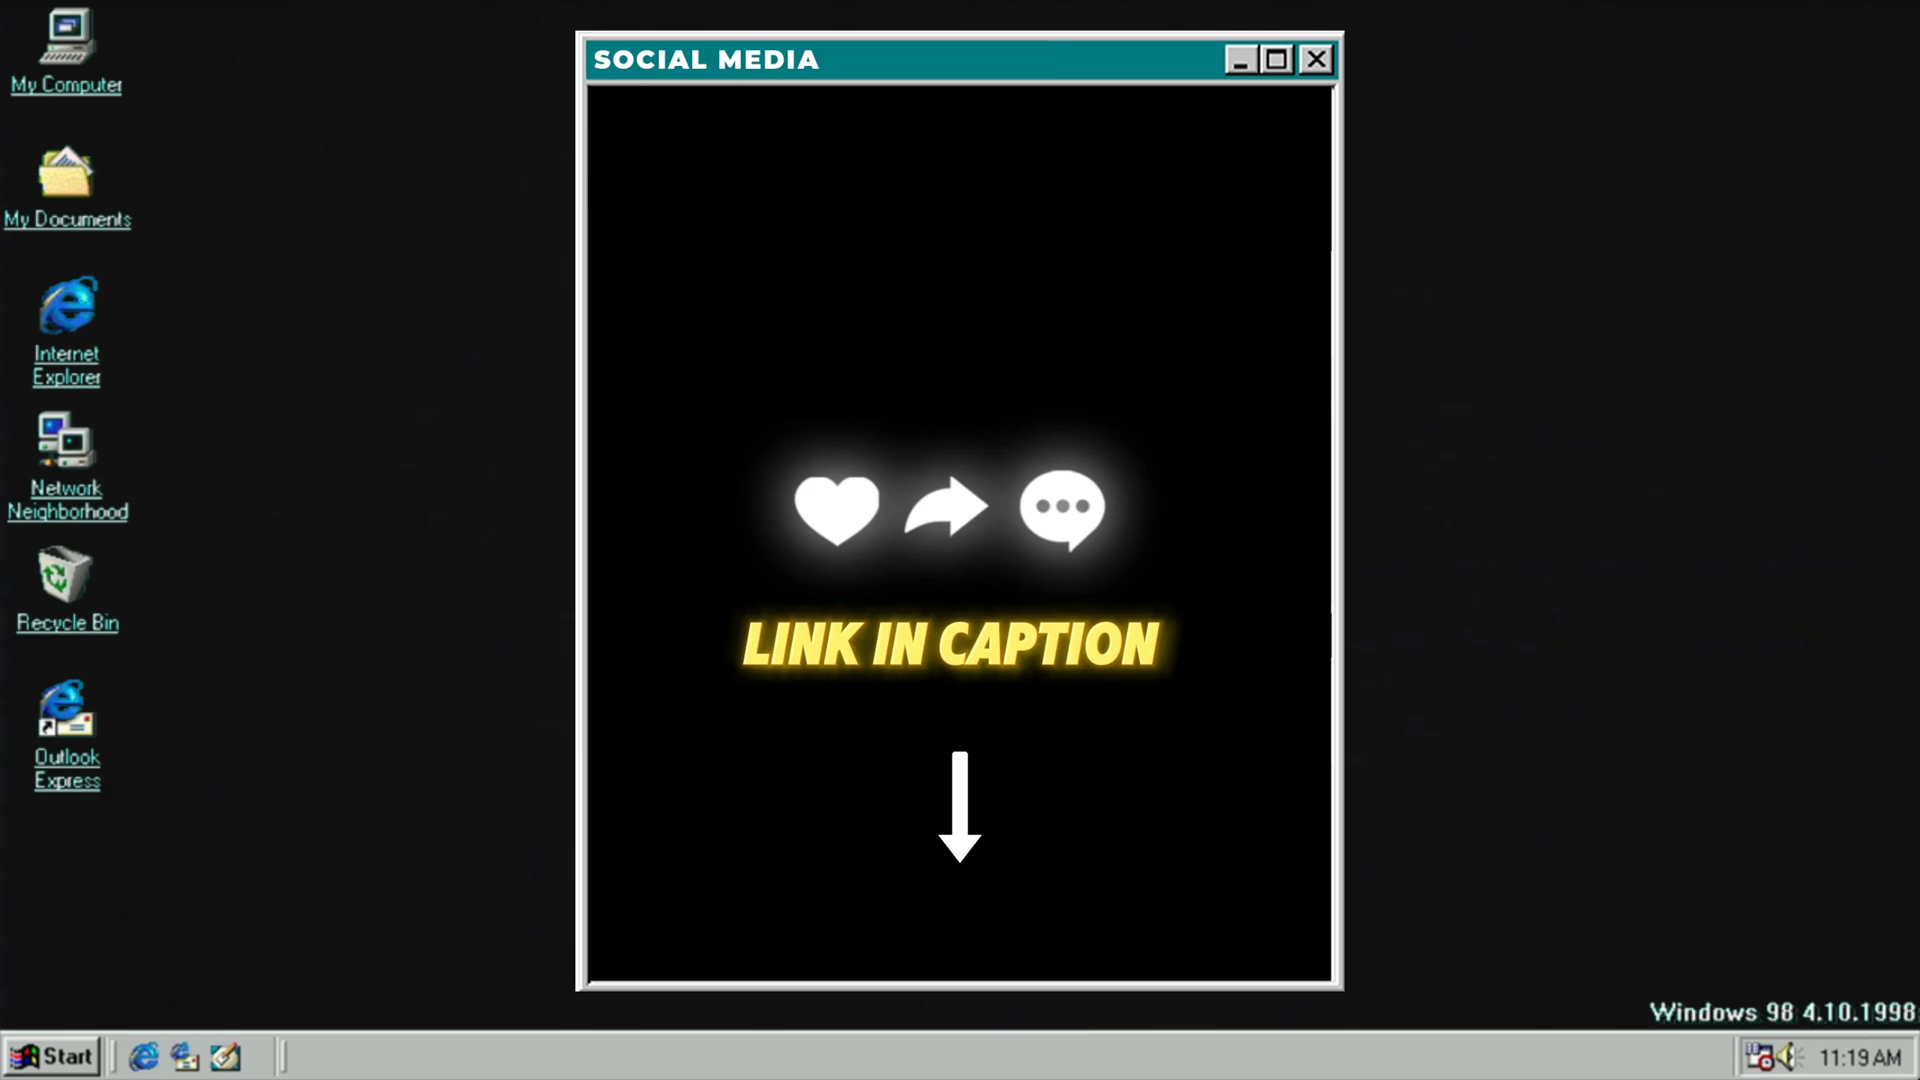 My Computer
My Documents
Internet
Explorer
Network
Neighborhood
Recycle Bin
Outlook
Express
SOCIAL MEDIA
LINK IN CAPTION
Windows 98 4.10.1998
Start
11:19 AM